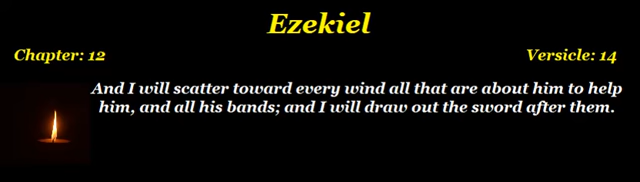 Ezekiel
Chapter: 12 Versicle: 14
And I will scatter toward every wind all that are about him to help
him, and all his bands; and I will draw out the sword after them.